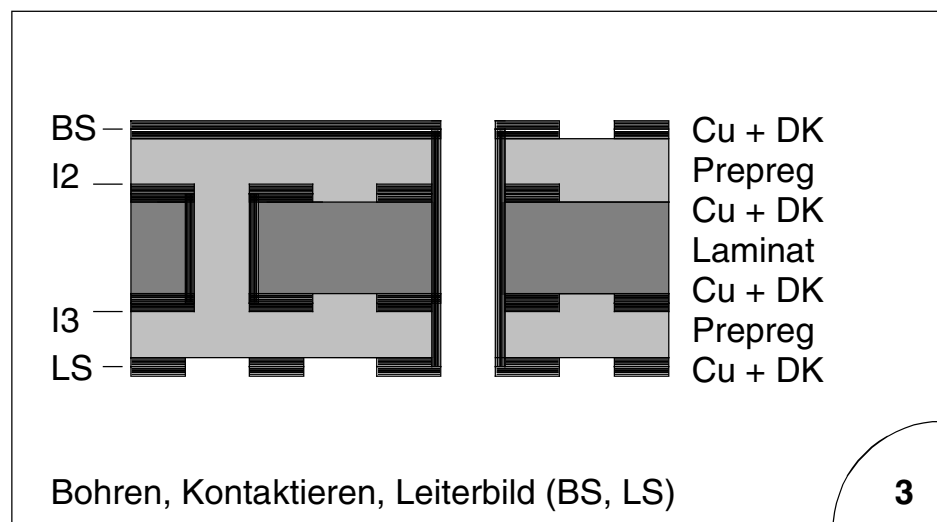 BS
I2
I3
LS
Cu + DK
Prepreg
Cu + DK
Laminat
Cu + DK
Prepreg
Cu + DK
Bohren, Kontaktieren, Leiterbild (BS, LS)
3